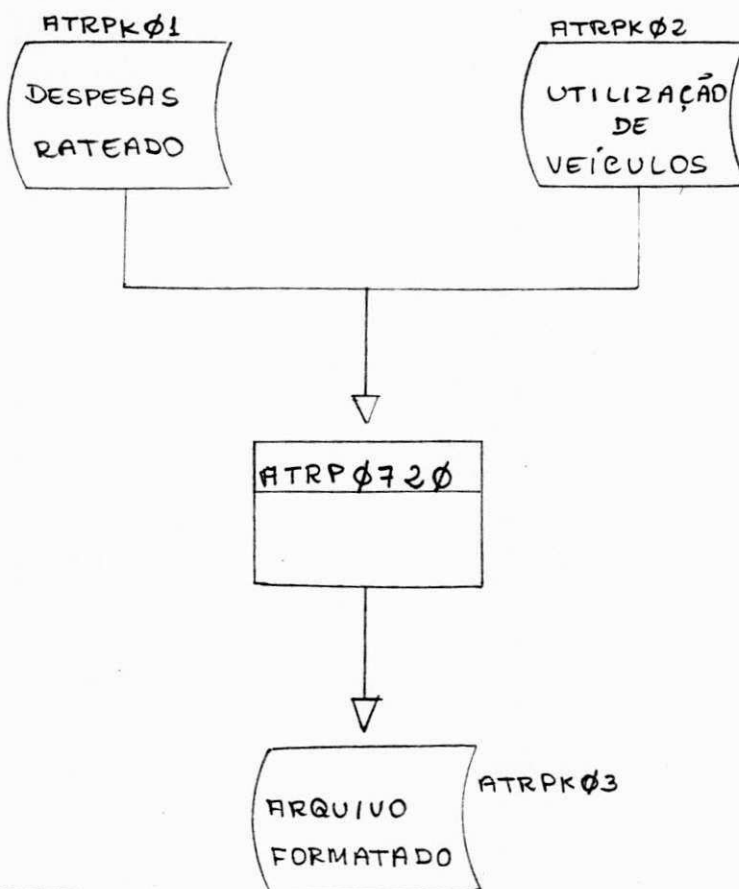 ATRPKØ1
DESPESAS
RATEADO
ATRPKØ2
UTILIZAÇÃO
DE
VEÍCULOS
ATRPØ72Ø
ARQUIVO
FORMATADO
ATRPKØ3